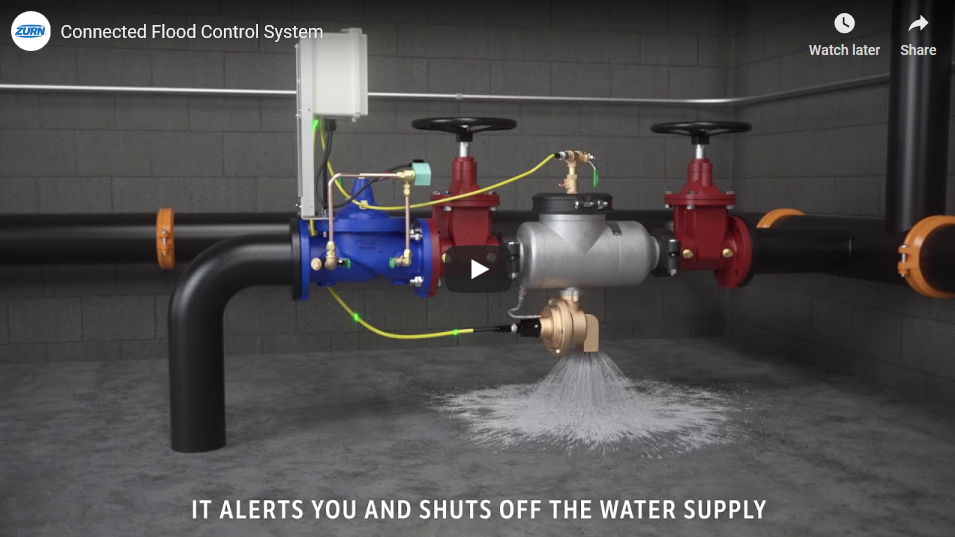 ZURN
Connected Flood Control System
Watch later
Share
IT ALERTS YOU AND SHUTS OFF THE WATER SUPPLY